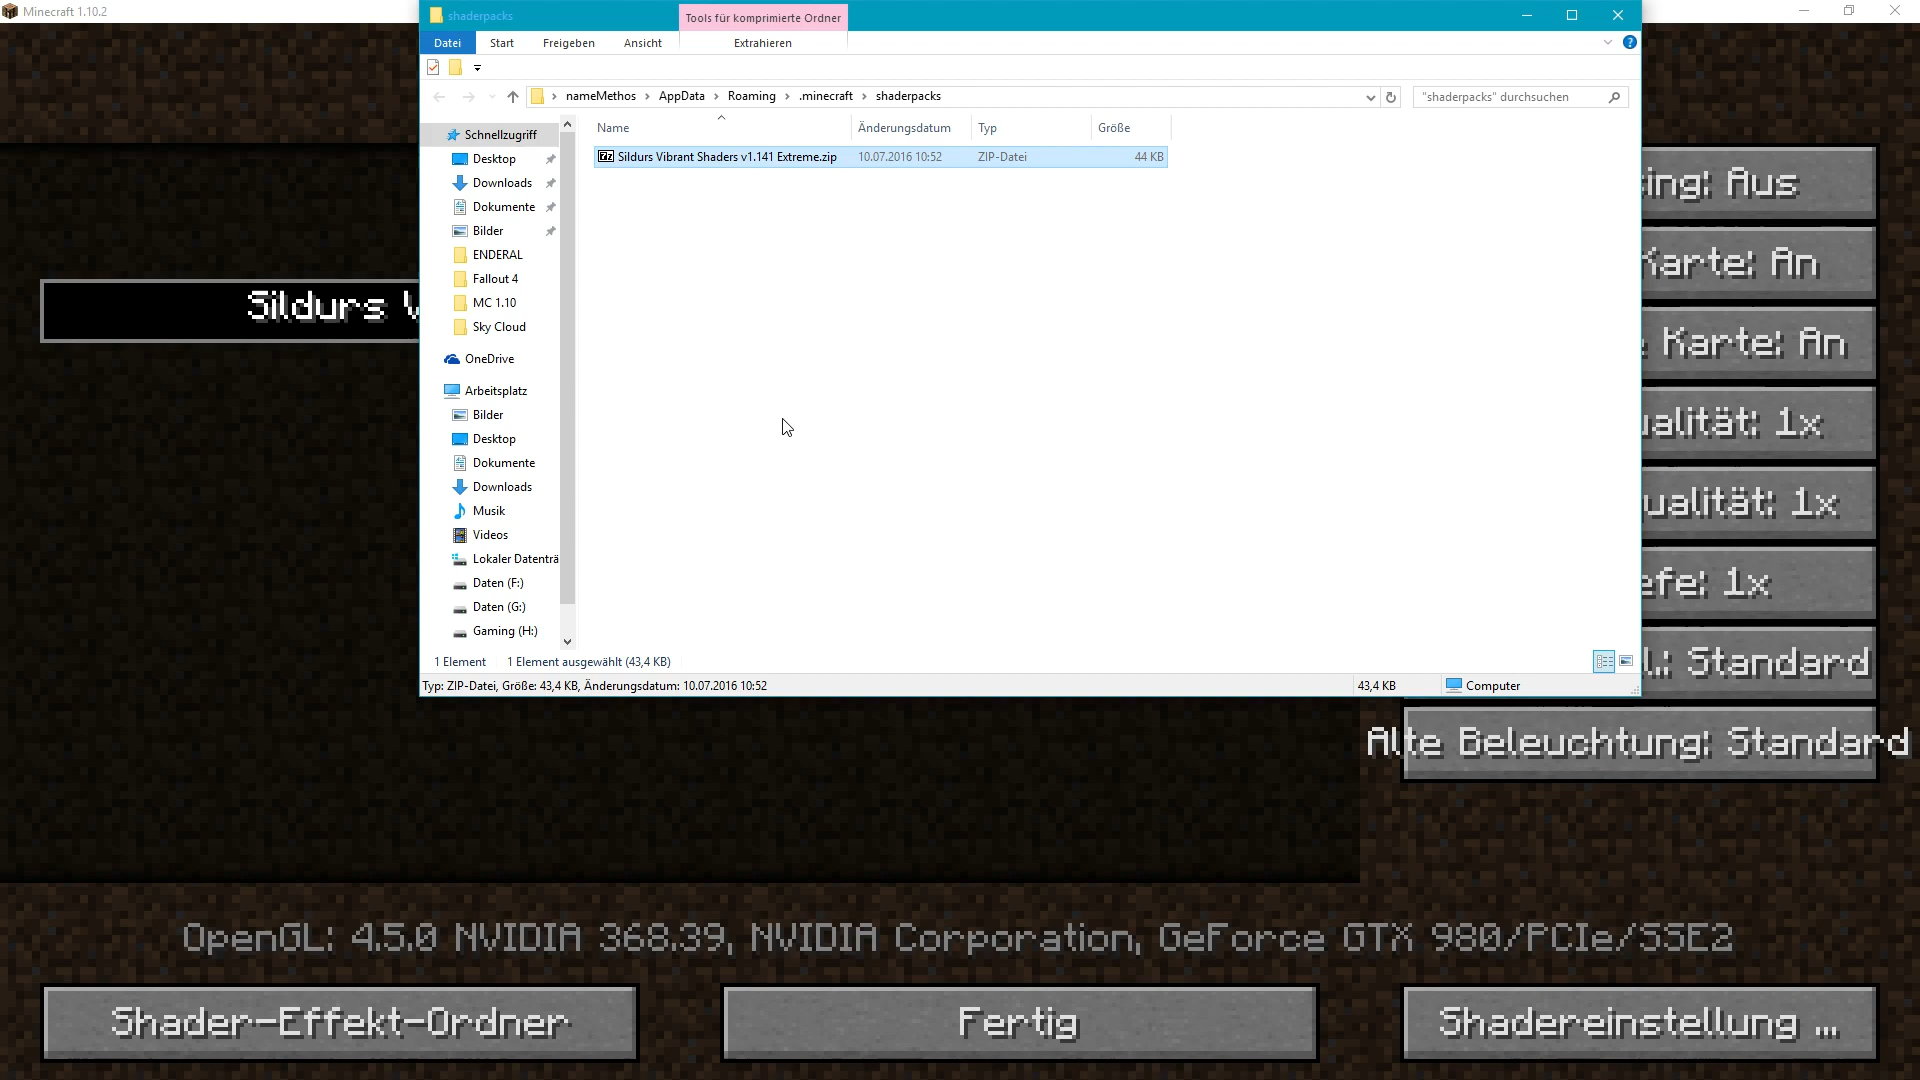 Minecraft 1.10.2
shaderpacks
Tools für komprimierte Ordner
Datei
Start
Freigeben
Ansicht
Extrahieren
nameMethos
AppData
Roaming
.minecraft
shaderpacks
"shaderpacks" durchsuchen
Name
Änderungsdatum
Typ
Größe
Sildurs Vibrant Shaders v1.141 Extreme.zip
10.07.2016 10:52
ZIP-Datei
44 KB
Schnellzugriff
Desktop
Downloads
Dokumente
Bilder
ENDERAL
Fallout 4
MC 1.10
Sky Cloud
OneDrive
Arbeitsplatz
Bilder
Desktop
Dokumente
Downloads
Musik
Videos
Lokaler Datenträ
Daten (F:)
Daten (G:)
Gaming (H:)
1 Element
1 Element ausgewählt (43,4 KB)
Typ: ZIP-Datei, Größe: 43,4 KB, Änderungsdatum: 10.07.2016 10:52
43,4 KB
Computer
Sildurs V
ing: Aus
Karte: An
Karte: An
ualität: 1x
ualität: 1x
efe: 1x
l.: Standard
Alte Beleuchtung: Standard
OpenGL: 4.5.0 NVIDIA 368.39, NVIDIA Corporation, GeForce GTX 980/PCIe/SSE2
Shader-Effekt-Ordner
Fertig
Shadereinstellung ...